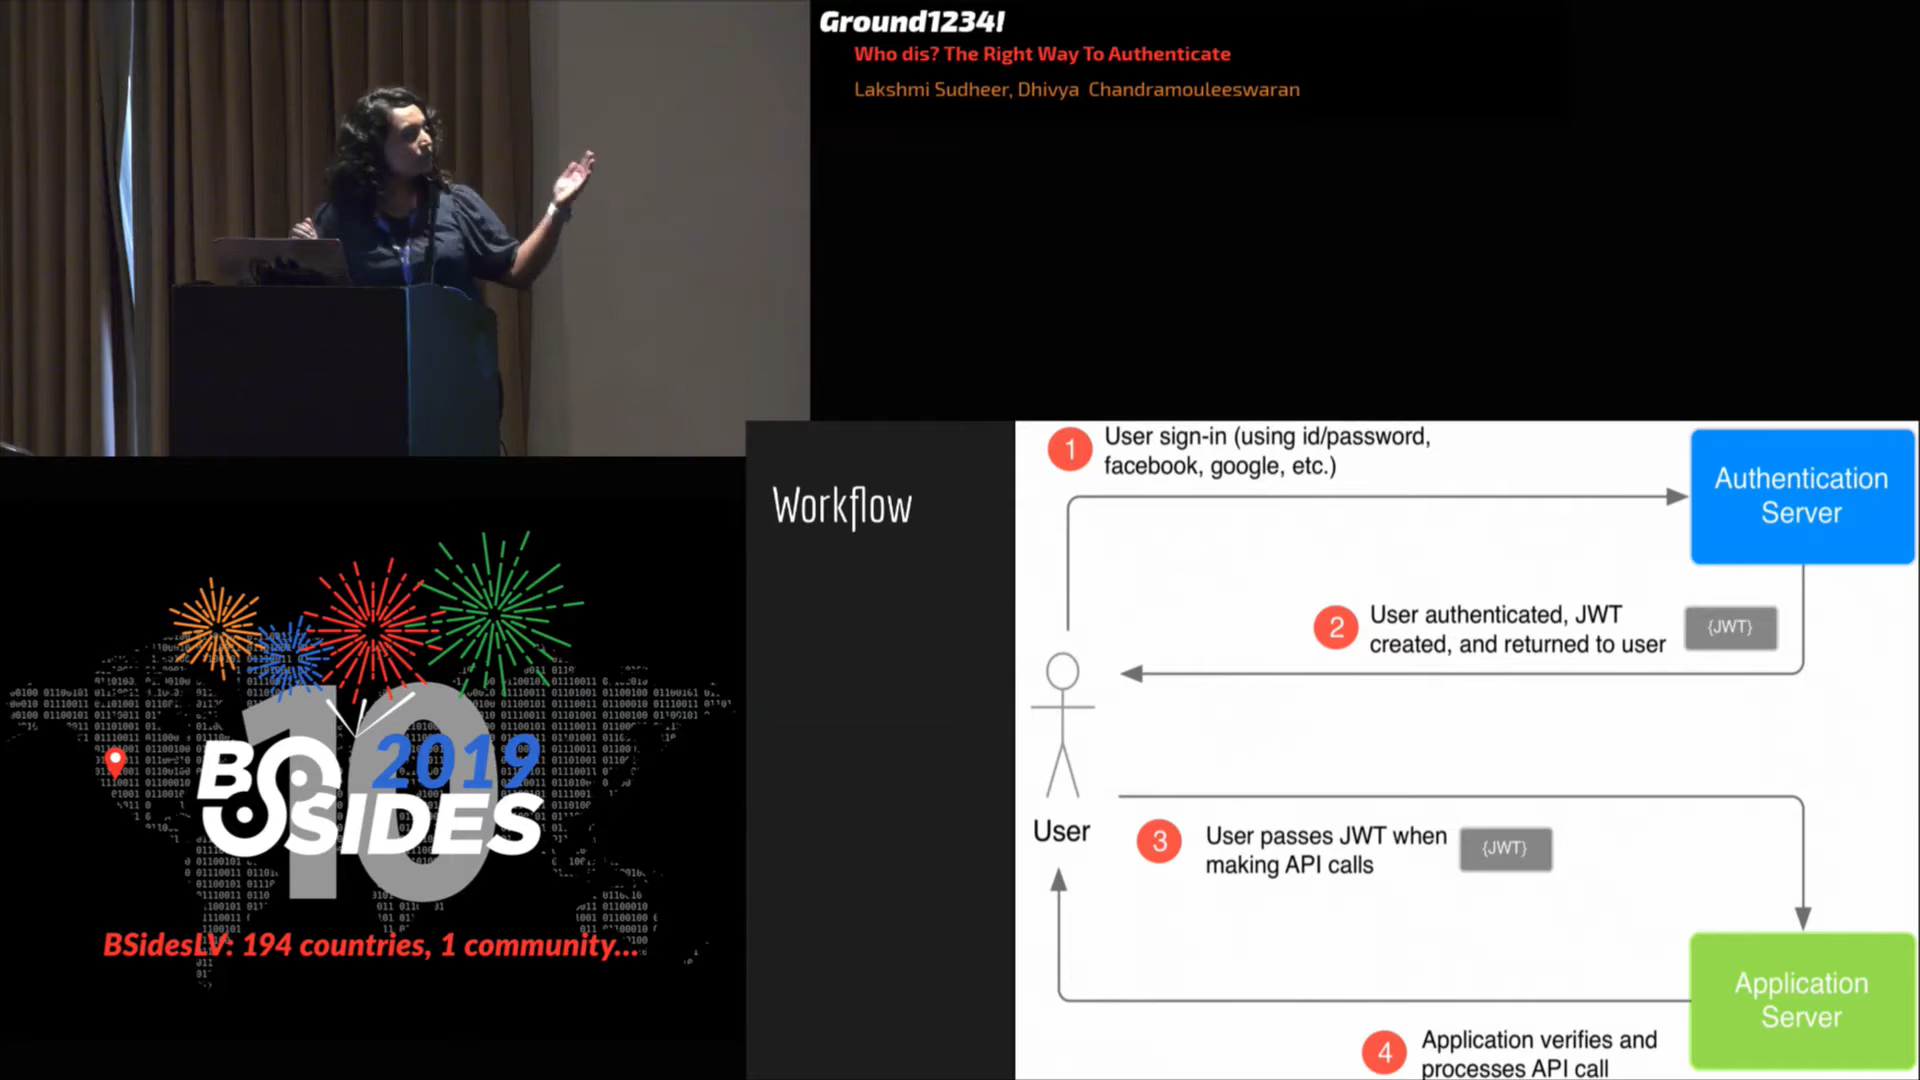 Ground1234!
Who dis? The Right Way To Authenticate
Lakshmi Sudheer, Dhivya Chandramouleeswaran
Workflow
1 User sign-in (using id/password,
facebook, google, etc.)
Authentication
Server
2 User authenticated, JWT
created, and returned to user
{JWT}
User
3 User passes JWT when
making API calls
{JWT}
Application
Server
4 Application verifies and
processes API call
10
2019
BSIDES
BSidesLV: 194 countries, 1 community...